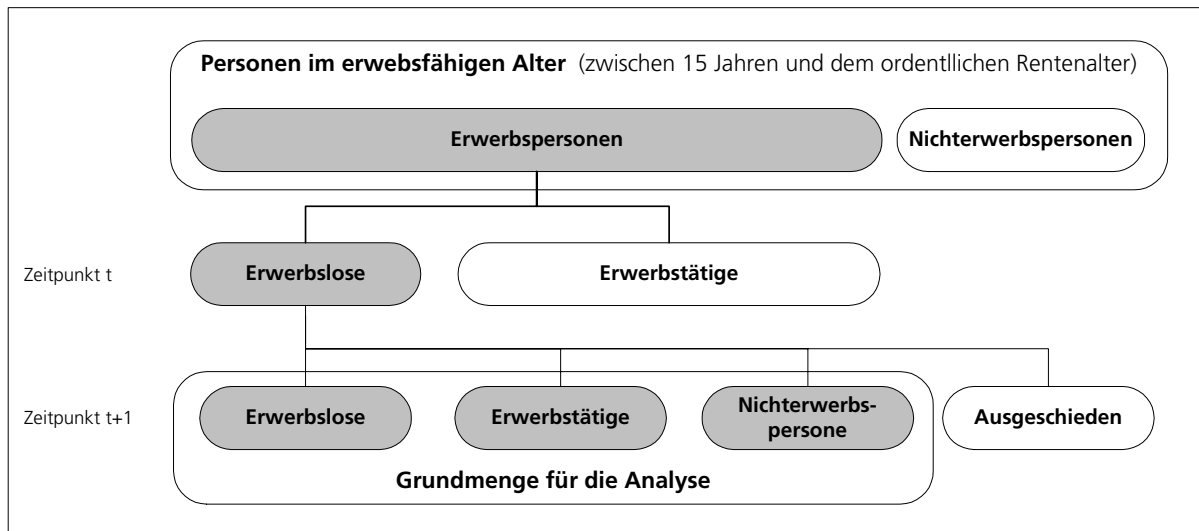 Personen im erwebsfähigen Alter (zwischen 15 Jahren und dem ordentllichen Rentenalter)
Erwerbspersonen
Nichterwerbspersonen
Zeitpunkt t
Erwerbslose
Erwerbstätige
Zeitpunkt t+1
Erwerbslose
Erwerbstätige
Nichterwerbs-
persone
Ausgeschieden
Grundmenge für die Analyse